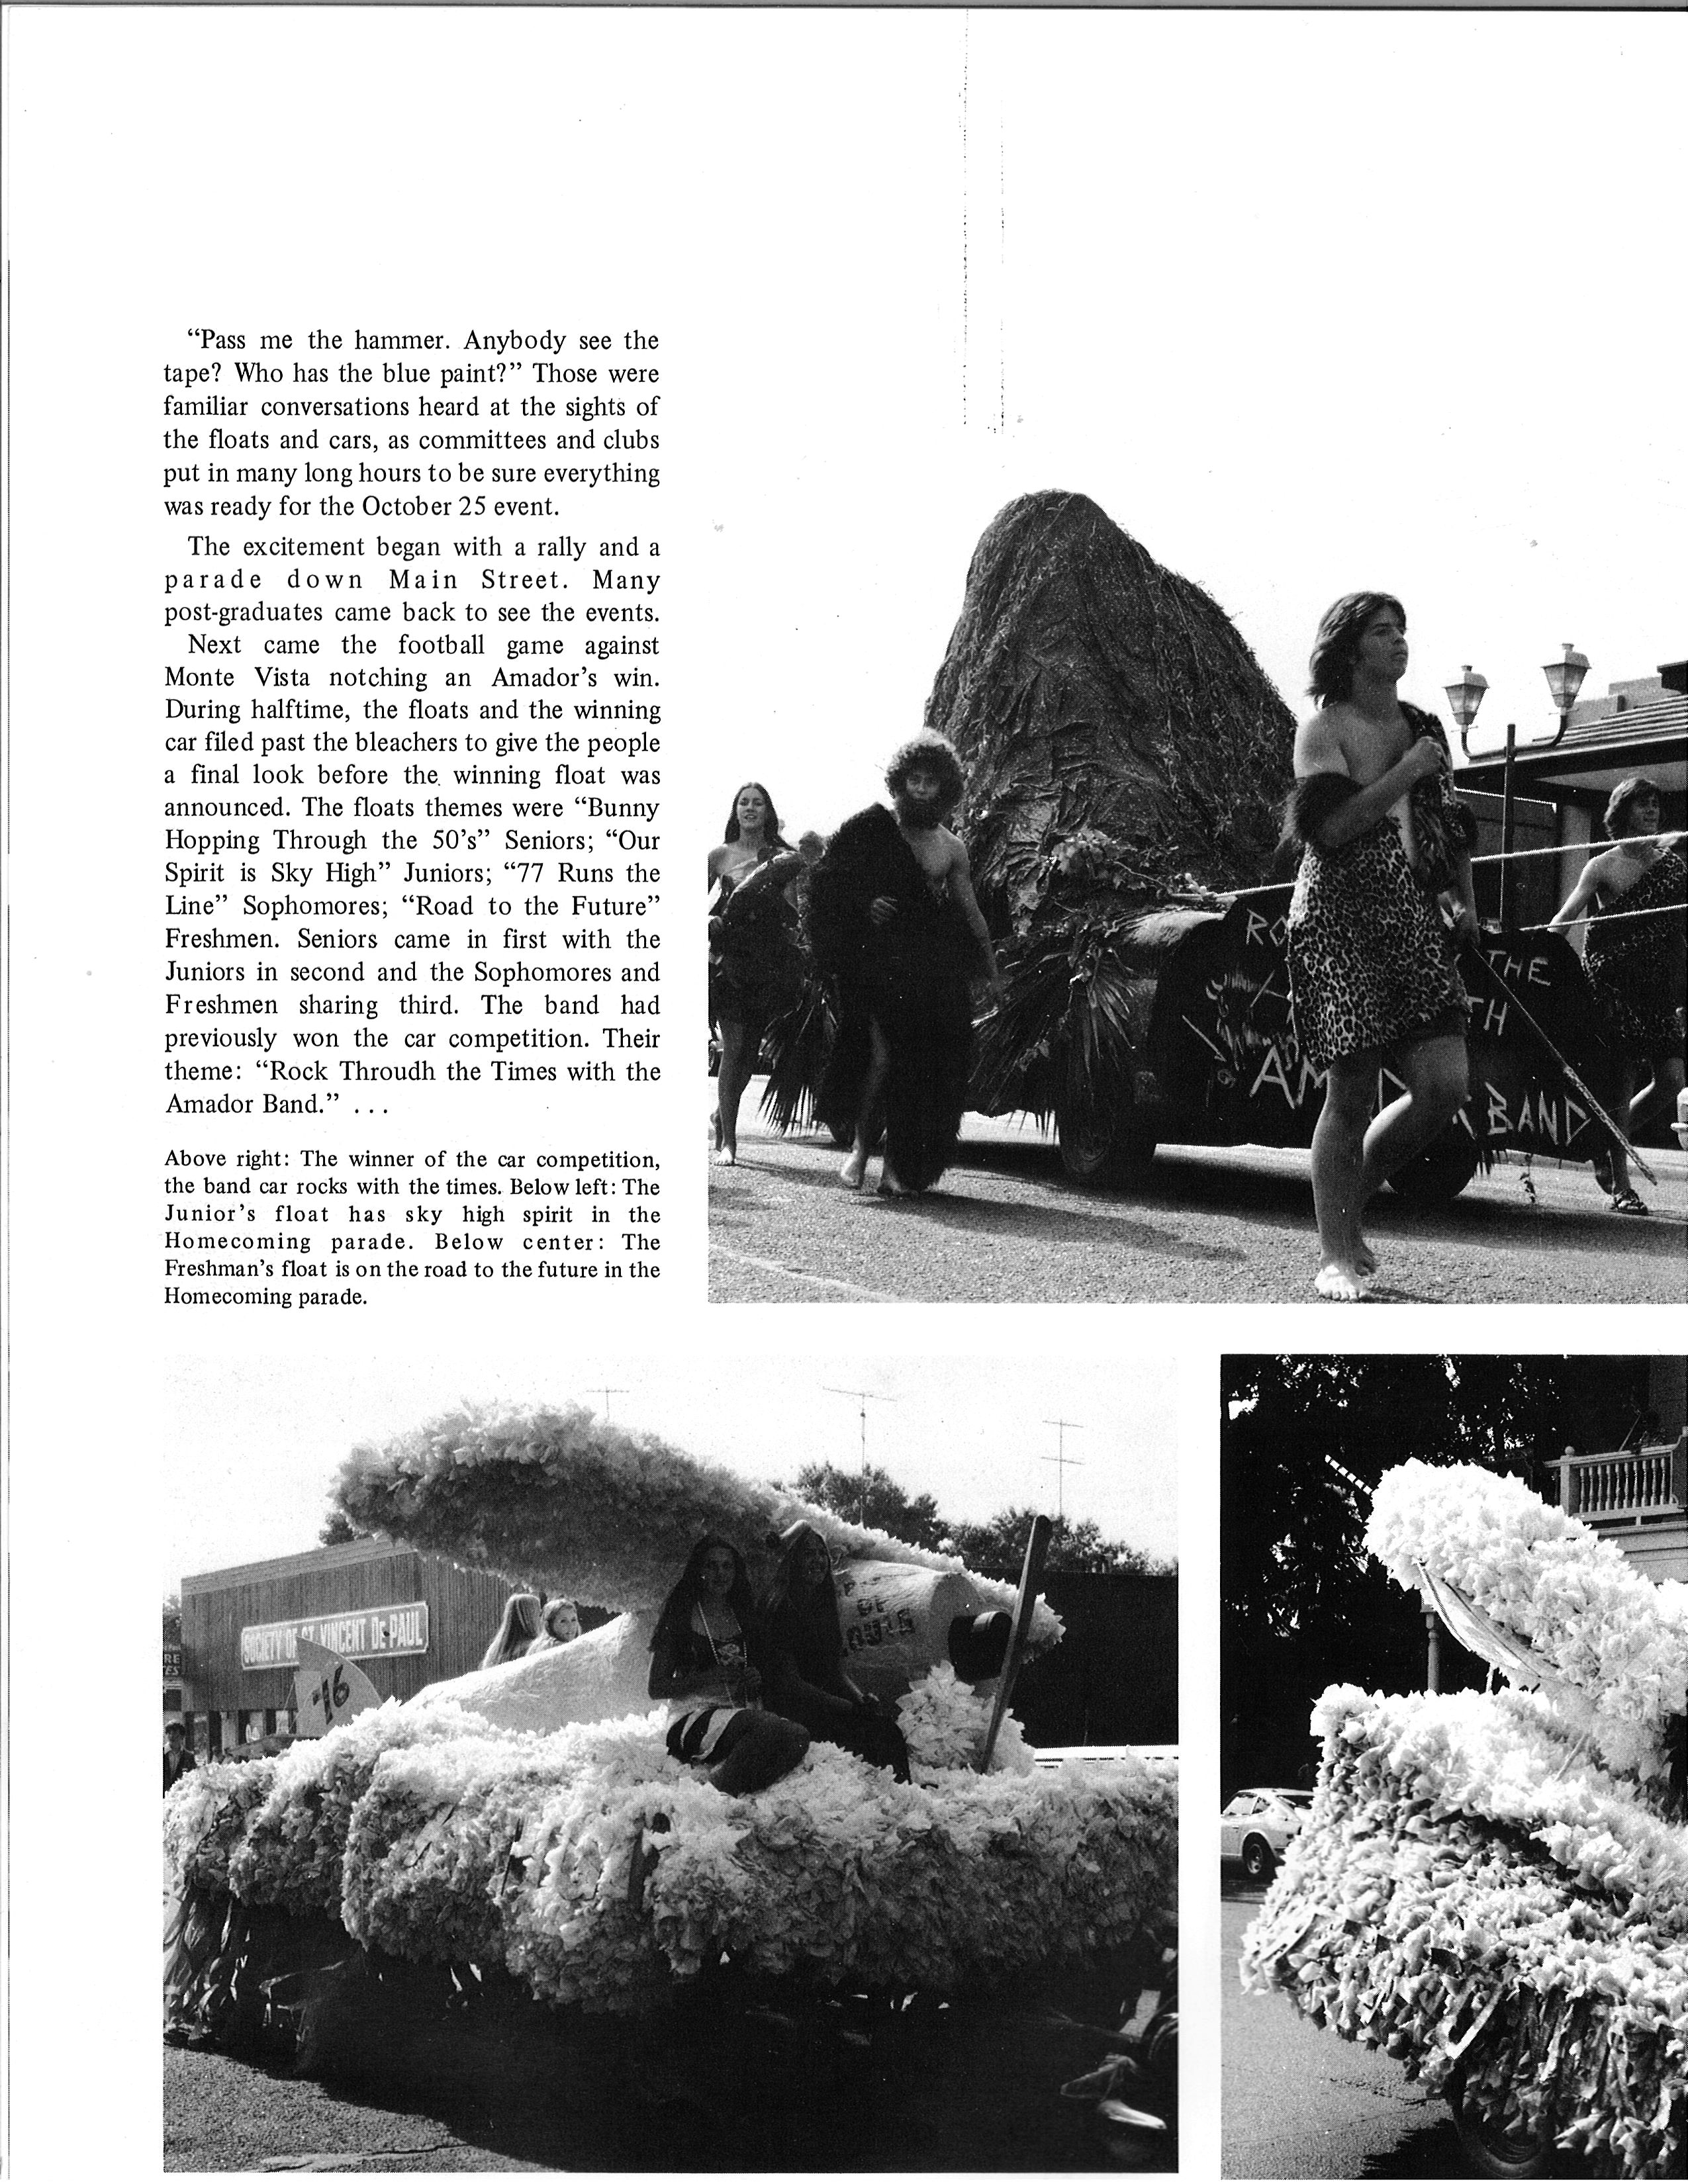 “Pass me the hammer. Anybody see the
tape? Who has the blue paint?” Those were
familiar conversations heard at the sights of
the floats and cars, as committees and clubs
put in many long hours to be sure everything
was ready for the October 25 event.
The excitement began with a rally and a
parade down Main Street. Many
post-graduates came back to see the events.
Next came the football game against
Monte Vista notching an Amador’s win.
During halftime, the floats and the winning
car filed past the bleachers to give the people
a final look before the winning float was
announced. The floats themes were “Bunny
Hopping Through the 50’s” Seniors; “Our
Spirit is Sky High” Juniors; “77 Runs the
Line” Sophomores; “Road to the Future”
Freshmen. Seniors came in first with the
Juniors in second and the Sophomores and
Freshmen sharing third. The band had
previously won the car competition. Their
theme: “Rock Throudh the Times with the
Amador Band.” . . .
Above right: The winner of the car competition,
the band car rocks with the times. Below left: The
Junior’s float has sky high spirit in the
Homecoming parade. Below center: The
Freshman’s float is on the road to the future in the
Homecoming parade.
THE
BAND
SOCIETY OF ST. VINCENT DE PAUL
OF